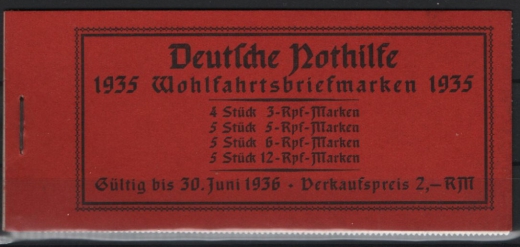 Deutſche Nothilfe
1935 Wohlfahrtsbriefmarken 1935
4 Stück 3-Rpf-Marken
5 Stück 5-Rpf-Marken
5 Stück 6-Rpf-Marken
5 Stück 12-Rpf-Marken
Gültig bis 30. Juni 1936 · Verkaufspreis 2,— RM